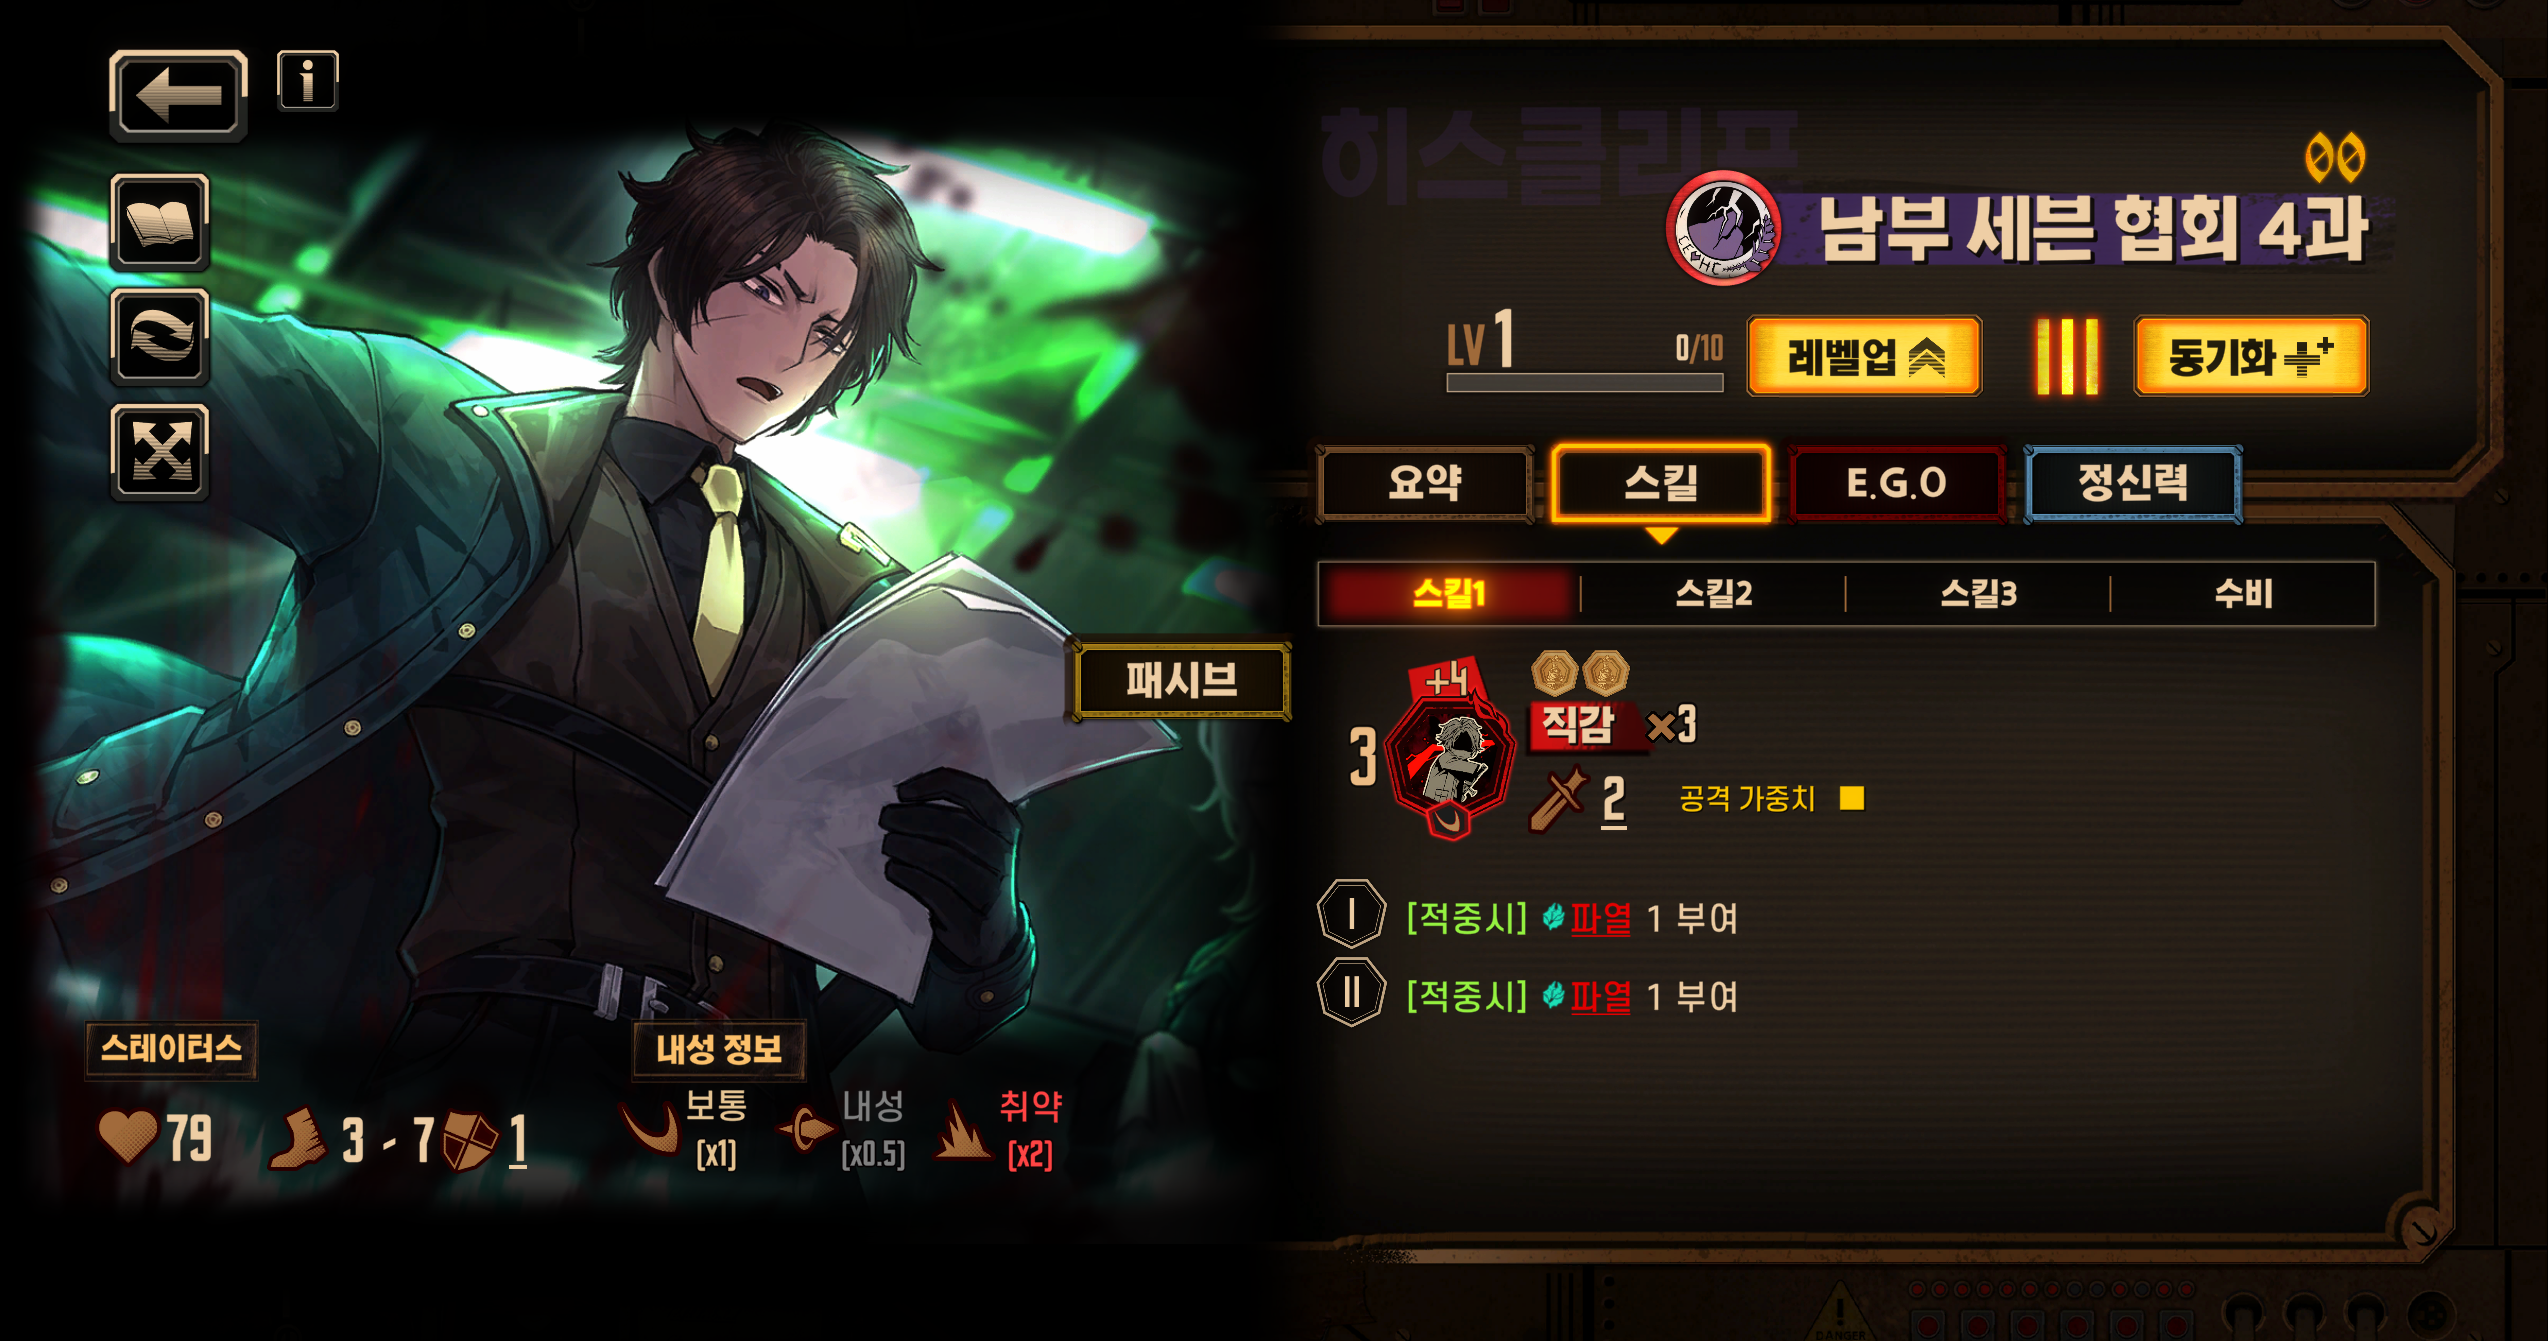 히스클리프
남부 세븐 협회 4과
LV 1
0/10
레벨업
동기화
요약
스킬
E.G.O
정신력
스킬1
스킬2
스킬3
수비
패시브
3
+4
직감 ×3
2
공격 가중치
I [적중시] 파열 1 부여
II [적중시] 파열 1 부여
스테이터스
79
3 - 7
1
내성 정보
보통
[x1]
내성
[x0.5]
취약
[x2]
DANGER